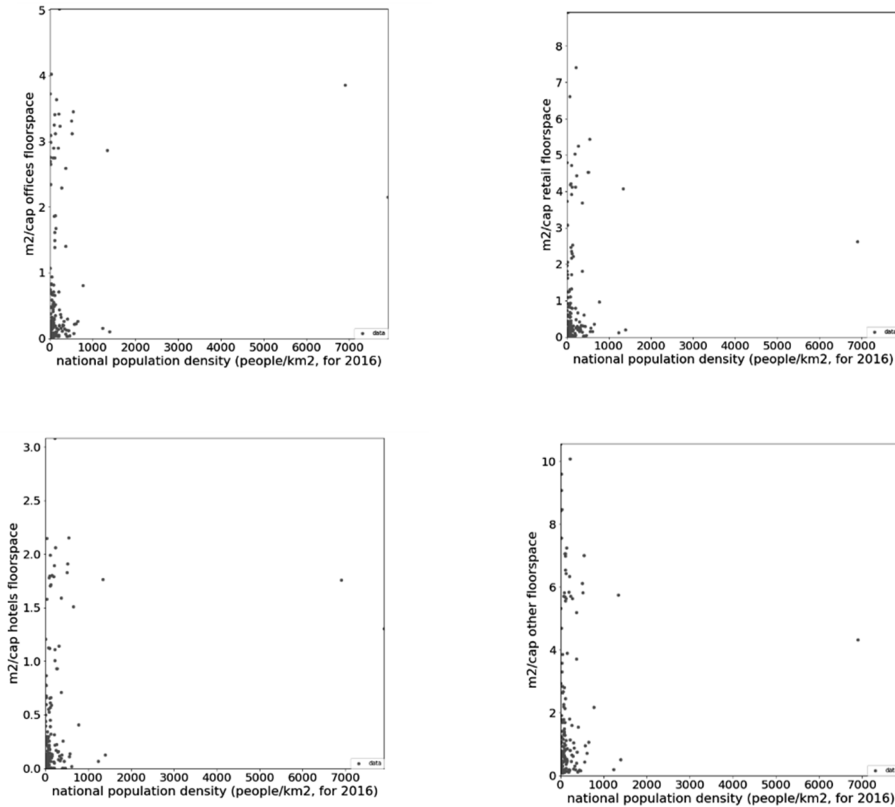 5
4
3
2
1
0
m2/cap offices floorspace
0 1000 2000 3000 4000 5000 6000 7000
national population density (people/km2, for 2016)
data
8
7
6
5
4
3
2
1
0
m2/cap retail floorspace
0 1000 2000 3000 4000 5000 6000 7000
national population density (people/km2, for 2016)
data
3.0
2.5
2.0
1.5
1.0
0.5
0.0
m2/cap hotels floorspace
0 1000 2000 3000 4000 5000 6000 7000
national population density (people/km2, for 2016)
data
10
8
6
4
2
0
m2/cap other floorspace
0 1000 2000 3000 4000 5000 6000 7000
national population density (people/km2, for 2016)
data